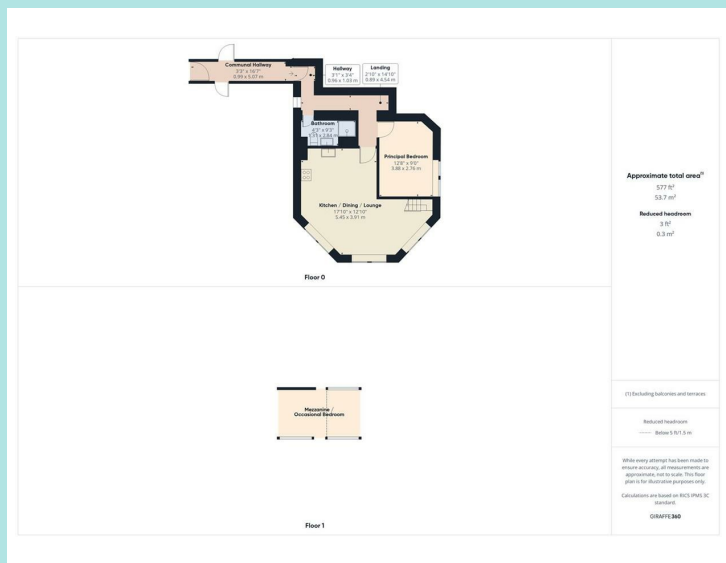 Communal Hallway
3'3" x 16'7"
0.99 x 5.07 m
Hallway
3'1" x 3'4"
0.96 x 1.03 m
Landing
2'10" x 14'10"
0.89 x 4.54 m
Bathroom
4'3" x 9'3"
2.84 m
Principal Bedroom
12'8" x 9'0"
3.88 x 2.76 m
Kitchen / Dining / Lounge
17'10" x 12'10"
5.45 x 3.91 m
Floor 0
Mezzanine /
Occasional Bedroom
Floor 1
Approximate total area(1)
577 ft²
53.7 m²
Reduced headroom
3 ft²
0.3 m²
(1) Excluding balconies and terraces
Reduced headroom
Below 5 ft/1.5 m
While every attempt has been made to
ensure accuracy, all measurements are
approximate, not to scale. This floor
plan is for illustrative purposes only.
Calculations are based on RICS IPMS 3C
standard.
GIRAFFE360